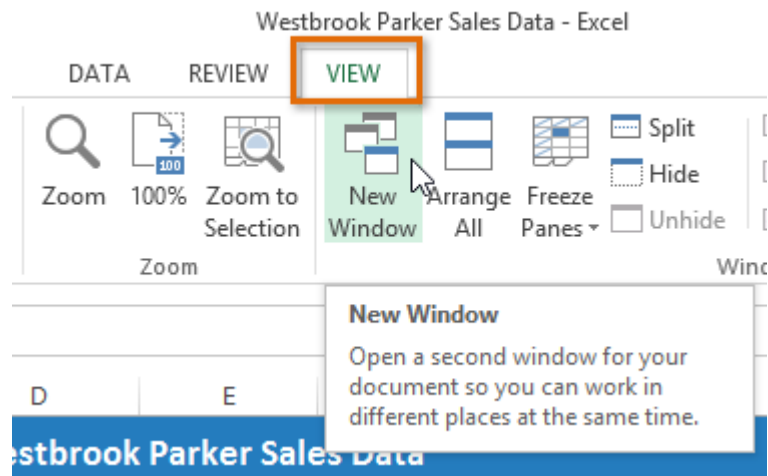 Westbrook Parker Sales Data - Excel
DATA REVIEW VIEW
100
Zoom 100% Zoom to Selection New Window Arrange All Freeze Panes Split
Hide
Unhide
Zoom
New Window
Open a second window for your
document so you can work in
different places at the same time.
D E
Parker Sales Data